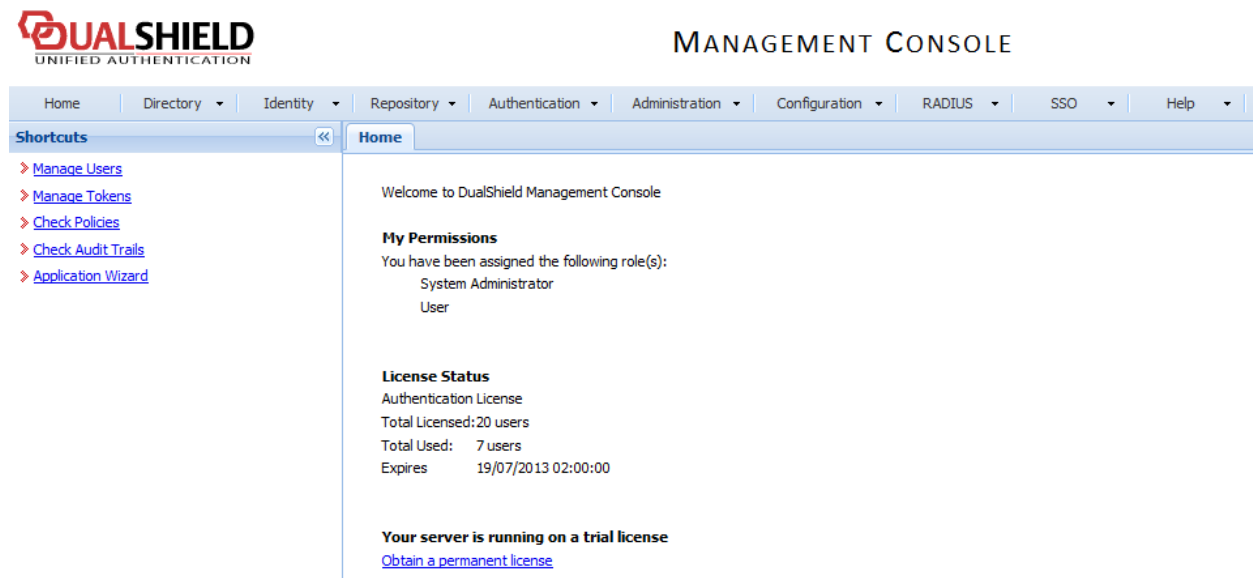 DUALSHIELD
UNIFIED AUTHENTICATION
MANAGEMENT CONSOLE
Home Directory Identity Repository Authentication Administration Configuration RADIUS SSO Help
Shortcuts
Manage Users
Manage Tokens
Check Policies
Check Audit Trails
Application Wizard
Home
Welcome to DualShield Management Console
My Permissions
You have been assigned the following role(s):
System Administrator
User
License Status
Authentication License
Total Licensed: 20 users
Total Used: 7 users
Expires 19/07/2013 02:00:00
Your server is running on a trial license
Obtain a permanent license